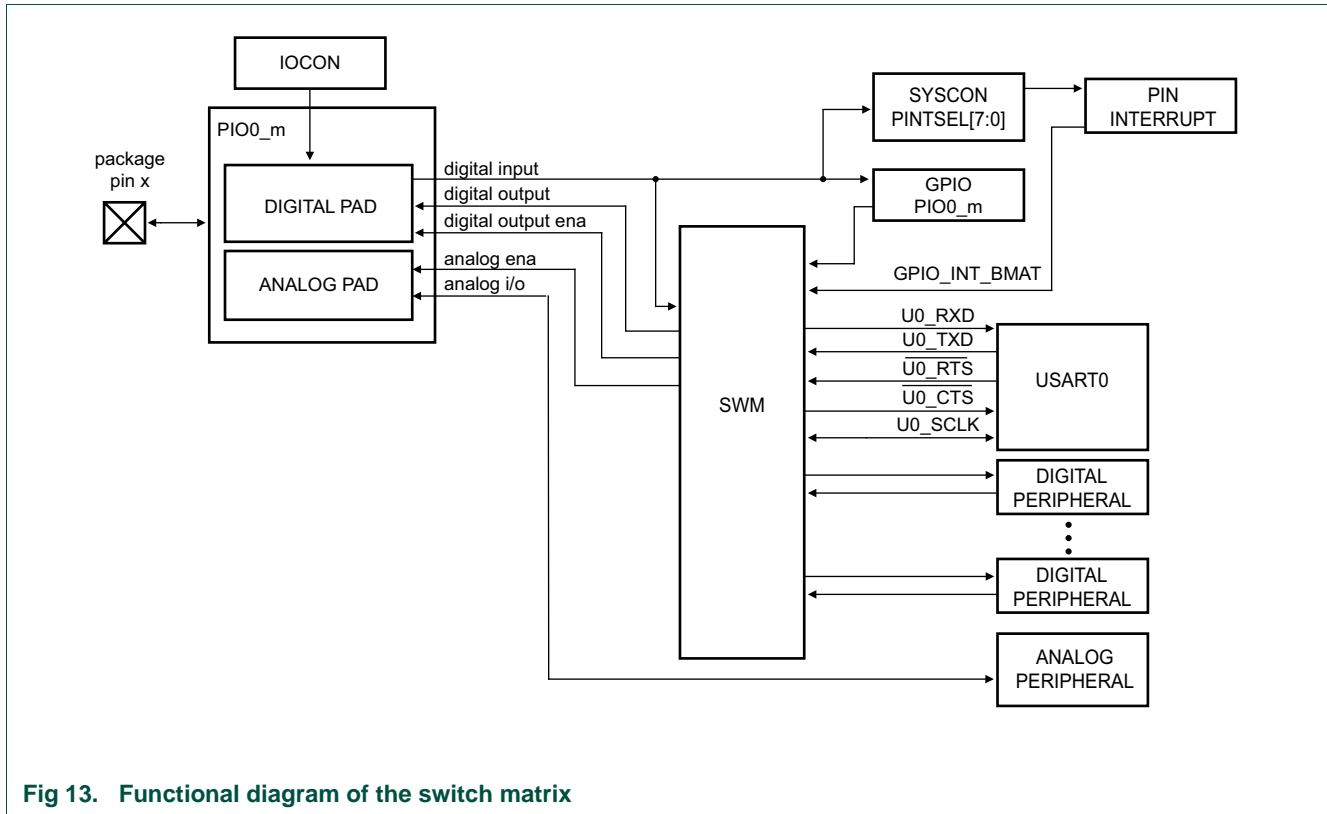 IOCON
PIO0_m
package
pin x
DIGITAL PAD
ANALOG PAD
digital input
digital output
digital output ena
analog ena
analog i/o
SYSCON
PINTSEL[7:0]
PIN
INTERRUPT
GPIO
PIO0_m
GPIO_INT_BMAT
SWM
U0_RXD
U0_TXD
U0_RTS
U0_CTS
U0_SCLK
USART0
DIGITAL
PERIPHERAL
DIGITAL
PERIPHERAL
ANALOG
PERIPHERAL
Fig 13. Functional diagram of the switch matrix